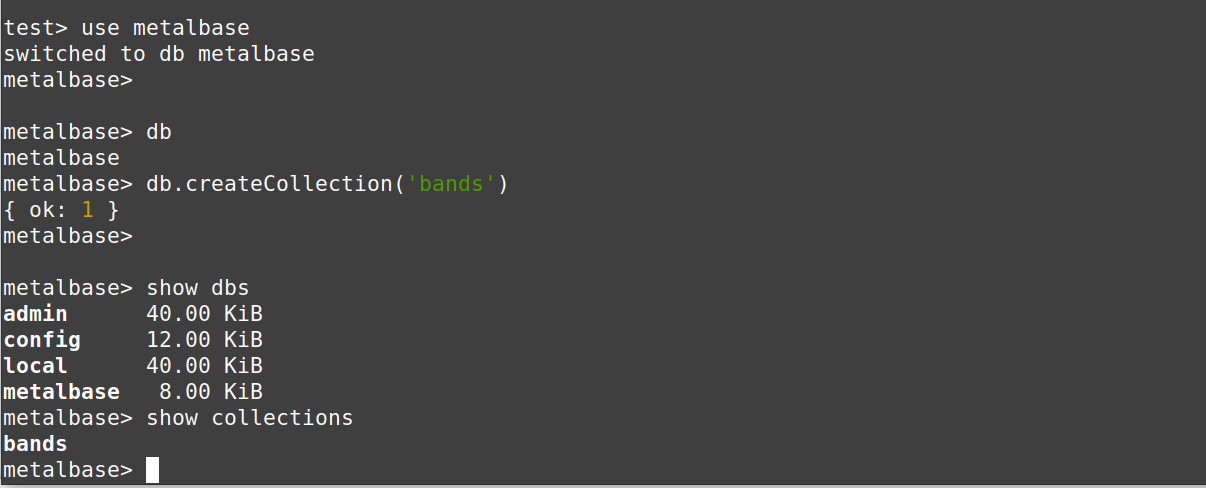 test> use metalbase
switched to db metalbase
metalbase>
metalbase> db
metalbase
metalbase> db.createCollection('bands')
{ ok: 1 }
metalbase>
metalbase> show dbs
admin      40.00 KiB
config     12.00 KiB
local      40.00 KiB
metalbase   8.00 KiB
metalbase> show collections
bands
metalbase>